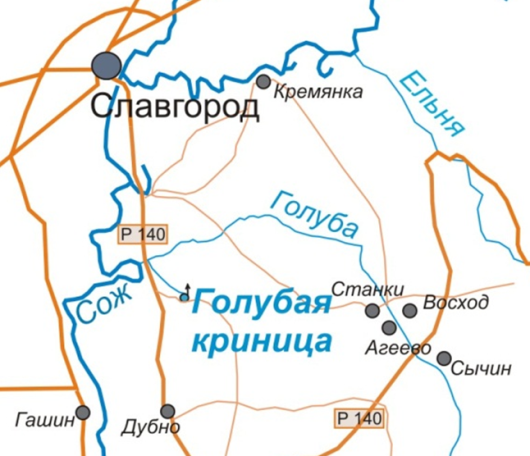 Славгород
Кремянка
Ельня
Голуба
Р 140
Сож
Голубая
криница
Станки
Восход
Агеево
Сычин
Гашин
Дубно
Р 140